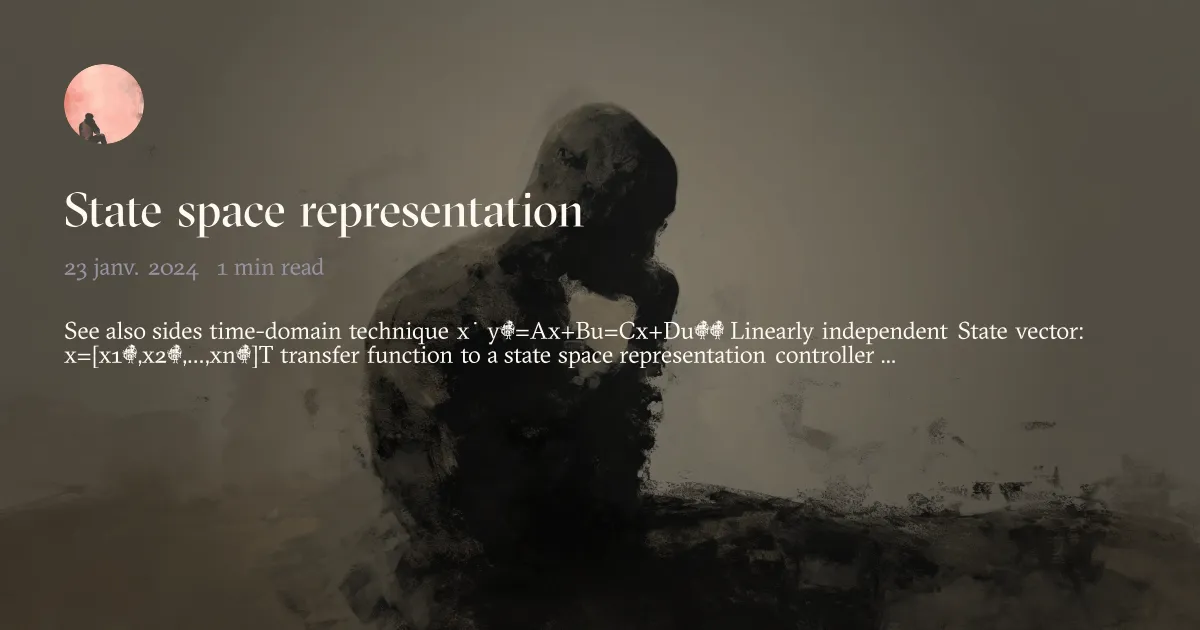 State space representation
23 janv. 2024 1 min read
See also sides time-domain technique x˙ y=Ax+Bu=Cx+Du Linearly independent State vector:
x=[x1,x2,...,xn]T transfer function to a state space representation controller ...